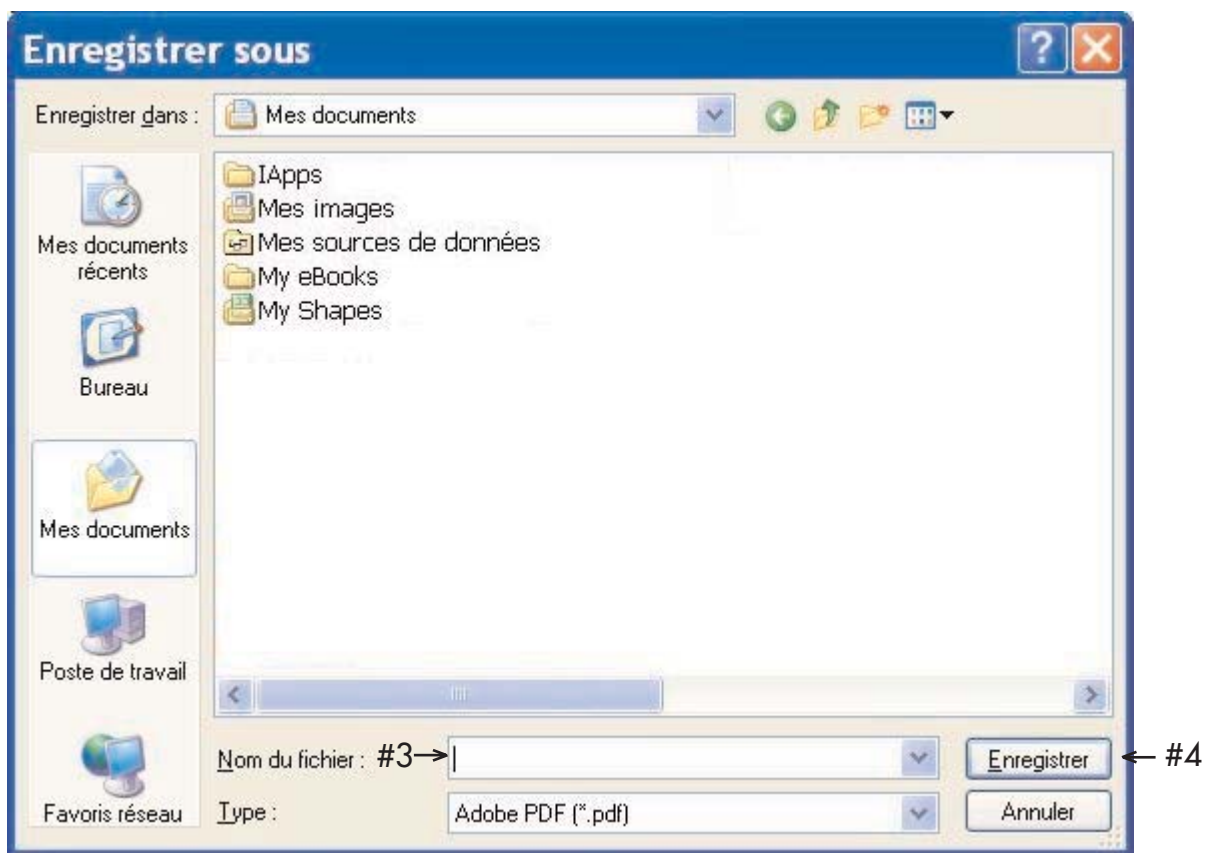 Enregistrer sous
Enregistrer dans : Mes documents
IApps
Mes images
Mes sources de données
My eBooks
My Shapes
Mes documents
récents
Bureau
Mes documents
Poste de travail
Favoris réseau
Nom du fichier : #3→ Enregistrer ← #4
Type : Adobe PDF (*.pdf) Annuler